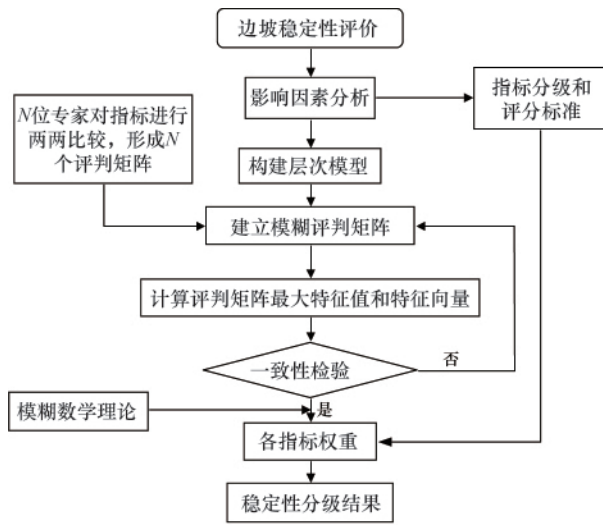 边坡稳定性评价
影响因素分析
指标分级和
评分标准
N位专家对指标进行
两两比较，形成N
个评判矩阵
构建层次模型
建立模糊评判矩阵
计算评判矩阵最大特征值和特征向量
一致性检验
否
是
模糊数学理论
各指标权重
稳定性分级结果